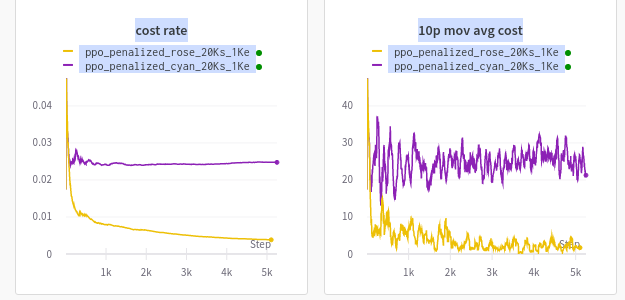 cost rate
ppo_penalized_rose_20Ks_1Ke
ppo_penalized_cyan_20Ks_1Ke
0.04
0.03
0.02
0.01
0
Step
1k
2k
3k
4k
5k
10p mov avg cost
ppo_penalized_rose_20Ks_1Ke
ppo_penalized_cyan_20Ks_1Ke
40
30
20
10
0
Step
1k
2k
3k
4k
5k